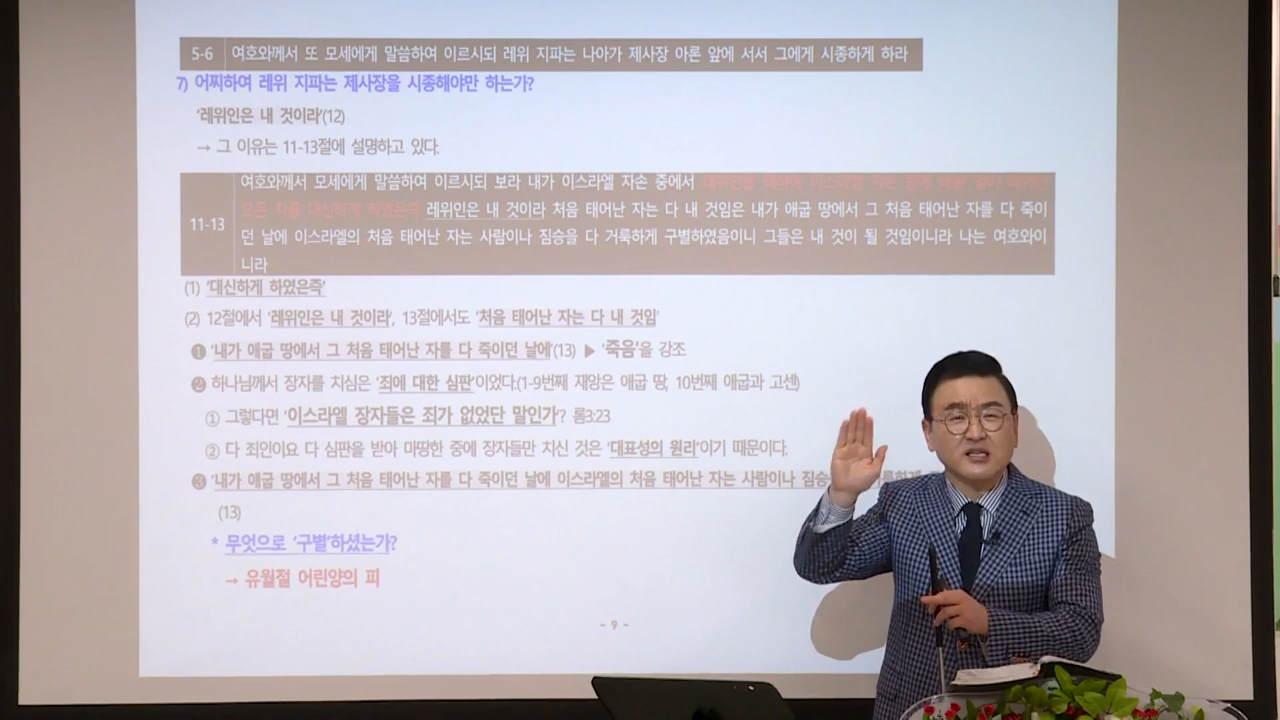 5-6 여호와께서 또 모세에게 말씀하여 이르시되 레위 지파는 나아가 제사장 아론 앞에 서서 그에게 시종하게 하라
7) 어찌하여 레위 지파는 제사장을 시종해야만 하는가?
'레위인은 내 것이라'(12)
→ 그 이유는 11-13절에 설명하고 있다.
여호와께서 모세에게 말씀하여 이르시되 보라 내가 이스라엘 자손 중에서
11-13 모든 자를 대신하게 하였은즉 레위인은 내 것이라 처음 태어난 자는 다 내 것임은 내가 애굽 땅에서 그 처음 태어난 자를 다 죽이
던 날에 이스라엘의 처음 태어난 자는 사람이나 짐승을 다 거룩하게 구별하였음이니 그들은 내 것이 될 것임이니라 나는 여호와이
니라
(1) '대신하게 하였은즉'
(2) 12절에서 '레위인은 내 것이라', 13절에서도 '처음 태어난 자는 다 내 것임'
❶ '내가 애굽 땅에서 그 처음 태어난 자를 다 죽이던 날에'(13) ▶ '죽음'을 강조
❷ 하나님께서 장자를 치심은 '죄에 대한 심판'이었다.(1-9번째 재앙은 애굽 땅, 10번째 애굽과 고센)
① 그렇다면 '이스라엘 장자들은 죄가 없었단 말인가'? 롬3:23
② 다 죄인이요 다 심판을 받아 마땅한 중에 장자들만 치신 것은 '대표성의 원리'이기 때문이다.
❸ '내가 애굽 땅에서 그 처음 태어난 자를 다 죽이던 날에 이스라엘의 처음 태어난 자는 사람이나 짐승
(13)
* 무엇으로 '구별'하셨는가?
→ 유월절 어린양의 피
- 9 -